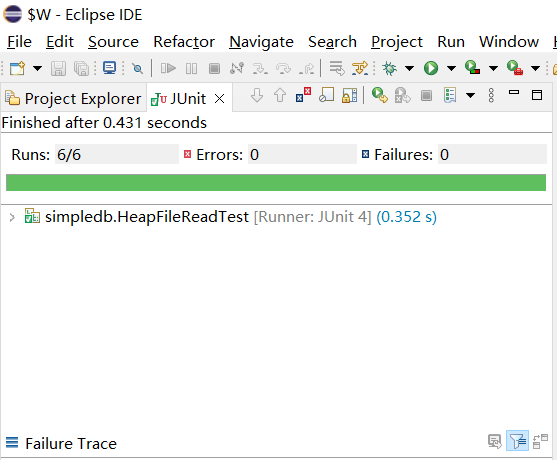 $W - Eclipse IDE
File Edit Source Refactor Navigate Search Project Run Window
Project Explorer JUnit
Finished after 0.431 seconds
Runs: 6/6 Errors: 0 Failures: 0
simpledb.HeapFileReadTest [Runner: JUnit 4] (0.352 s)
Failure Trace